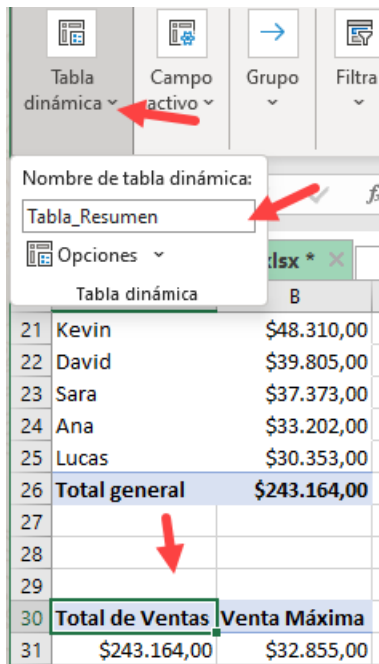 Tabla dinámica
Campo activo
Grupo
Filtra
Nombre de tabla dinámica:
Tabla_Resumen
Opciones
Tabla dinámica
xlsx *
B
21 Kevin $48.310,00
22 David $39.805,00
23 Sara $37.373,00
24 Ana $33.202,00
25 Lucas $30.353,00
26 Total general $243.164,00
27
28
29
30 Total de Ventas Venta Máxima
31 $243.164,00 $32.855,00